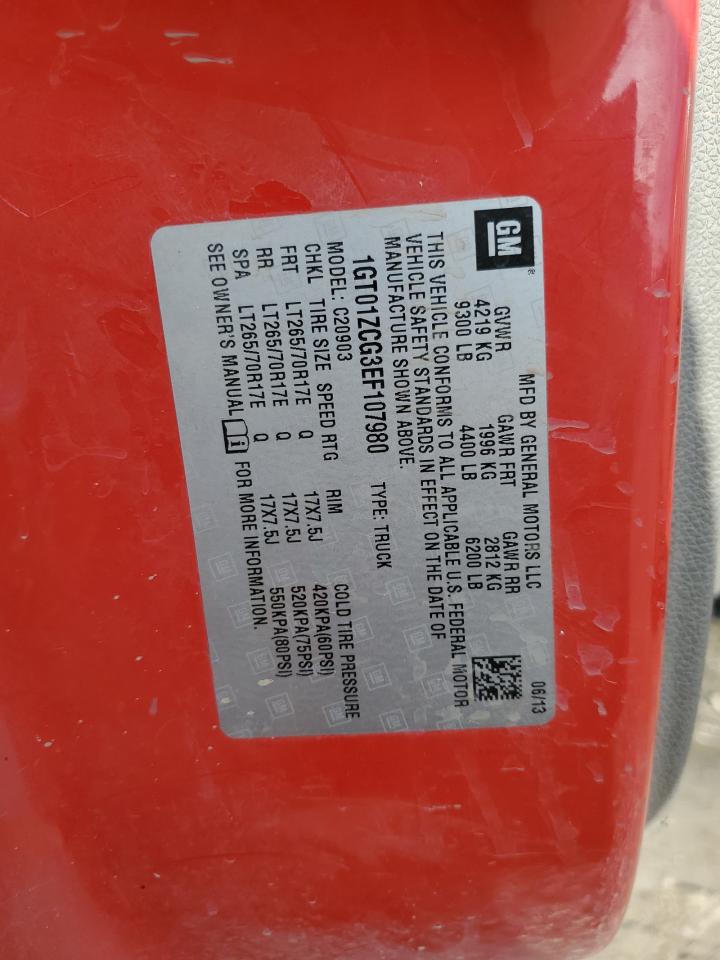 GM ®
MFD BY GENERAL MOTORS LLC 06/13
GVWR GAWR FRT GAWR RR
4219 KG 1996 KG 2812 KG
9300 LB 4400 LB 6200 LB
THIS VEHICLE CONFORMS TO ALL APPLICABLE U.S. FEDERAL MOTOR
VEHICLE SAFETY STANDARDS IN EFFECT ON THE DATE OF
MANUFACTURE SHOWN ABOVE.
1GT01ZCG3EF107980 TYPE: TRUCK
MODEL: C20903
CHKL TIRE SIZE SPEED RTG RIM COLD TIRE PRESSURE
FRT LT265/70R17E Q 17X7.5J 420KPA(60PSI)
RR LT265/70R17E Q 17X7.5J 520KPA(75PSI)
SPA LT265/70R17E Q 17X7.5J 550KPA(80PSI)
SEE OWNER'S MANUAL FOR MORE INFORMATION.